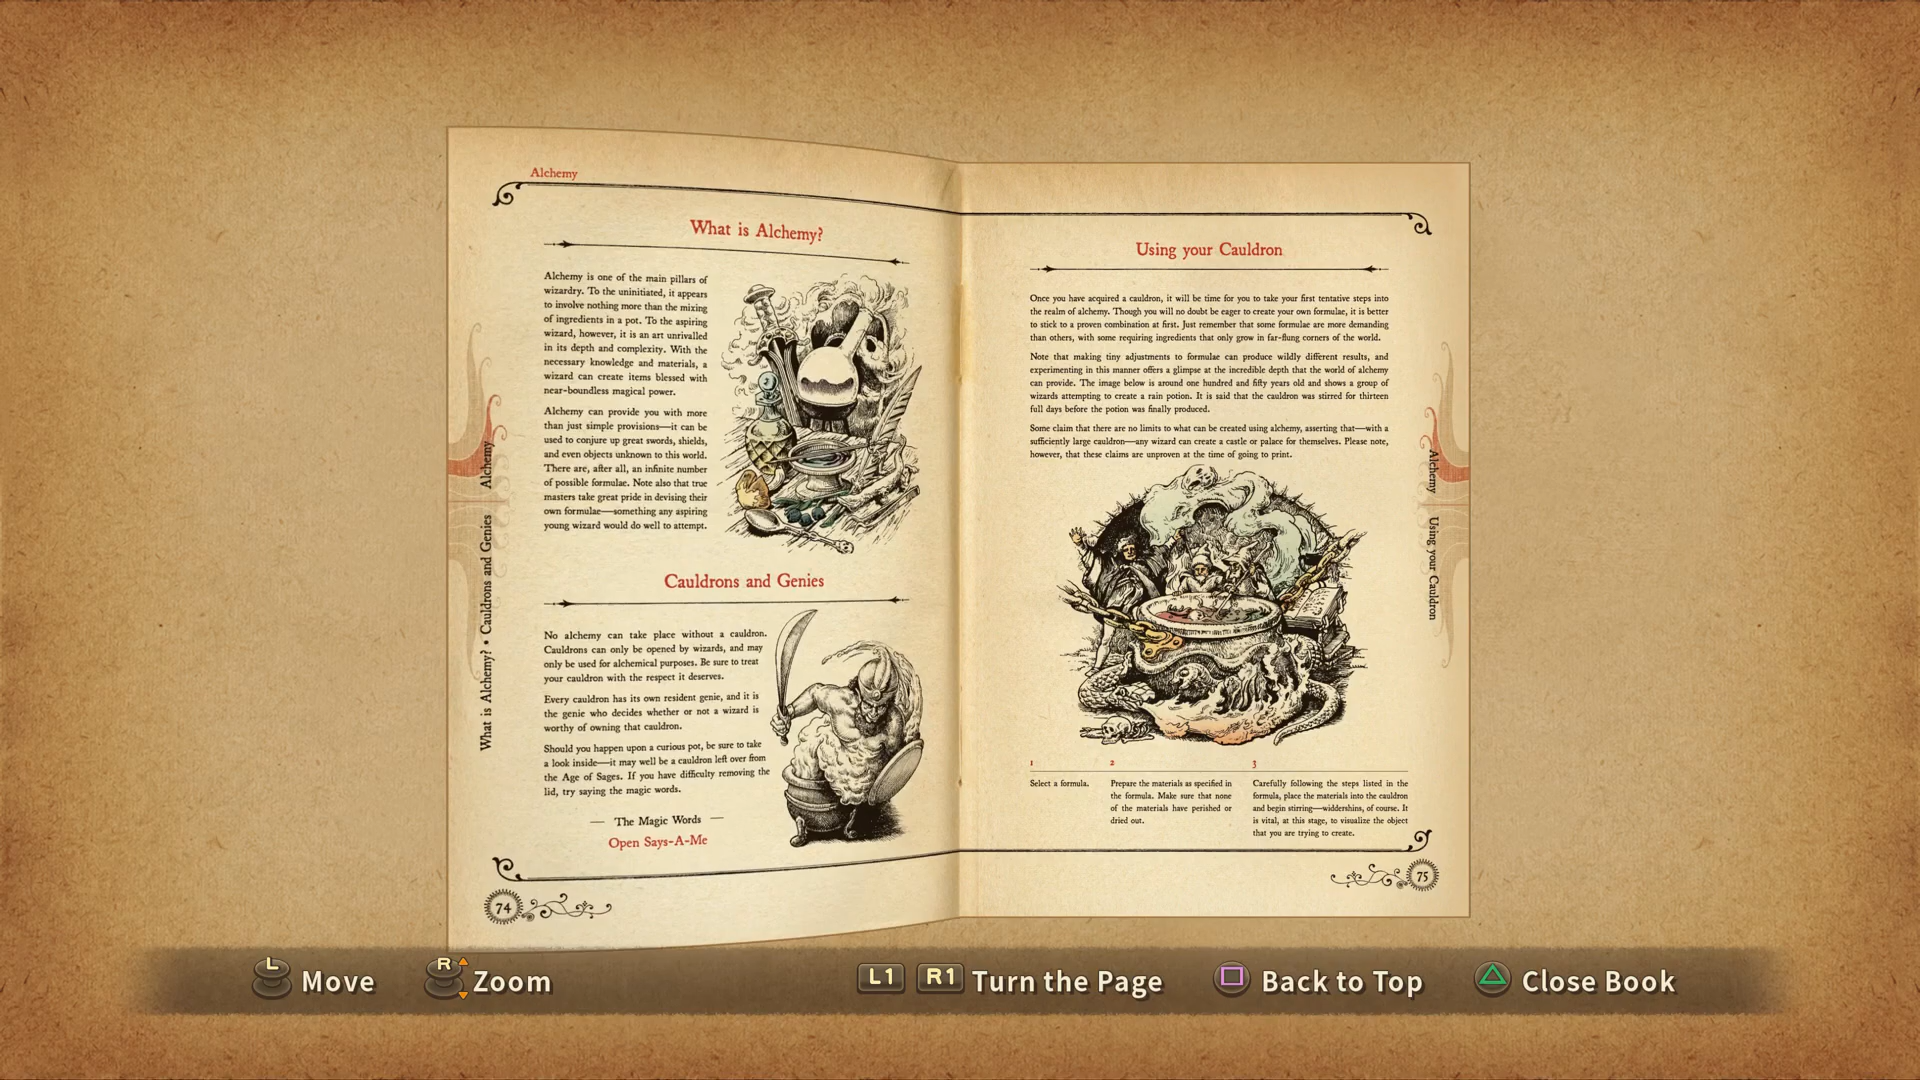 Alchemy
What is Alchemy?
Alchemy is one of the main pillars of
wizardry. To the uninitiated, it appears
to involve nothing more than the mixing
of ingredients in a pot. To the aspiring
wizard, however, it is an art unrivalled
in its depth and complexity. With the
necessary knowledge and materials, a
wizard can create items blessed with
near-boundless magical power.
Alchemy can provide you with more
than just simple provisions—it can be
used to conjure up great swords, shields,
and even objects unknown to this world.
There are, after all, an infinite number
of possible formulae. Note also that true
masters take great pride in devising their
own formulae—something any aspiring
young wizard would do well to attempt.
Cauldrons and Genies
No alchemy can take place without a cauldron.
Cauldrons can only be opened by wizards, and may
only be used for alchemical purposes. Be sure to treat
your cauldron with the respect it deserves.
Every cauldron has its own resident genie, and it is
the genie who decides whether or not a wizard is
worthy of owning that cauldron.
Should you happen upon a curious pot, be sure to take
a look inside—it may well be a cauldron left over from
the Age of Sages. If you have difficulty removing the
lid, try saying the magic words.
— The Magic Words —
Open Says-A-Me
What is Alchemy? • Cauldrons and Genies Alchemy
74
Using your Cauldron
Once you have acquired a cauldron, it will be time for you to take your first tentative steps into
the realm of alchemy. Though you will no doubt be eager to create your own formulae, it is better
to stick to a proven combination at first. Just remember that some formulae are more demanding
than others, with some requiring ingredients that only grow in far-flung corners of the world.
Note that making tiny adjustments to formulae can produce wildly different results, and
experimenting in this manner offers a glimpse at the incredible depth that the world of alchemy
can provide. The image below is around one hundred and fifty years old and shows a group of
wizards attempting to create a rain potion. It is said that the cauldron was stirred for thirteen
full days before the potion was finally produced.
Some claim that there are no limits to what can be created using alchemy, asserting that—with a
sufficiently large cauldron—any wizard can create a castle or palace for themselves. Please note,
however, that these claims are unproven at the time of going to print.
1
Select a formula.
2
Prepare the materials as specified in
the formula. Make sure that none
of the materials have perished or
dried out.
3
Carefully following the steps listed in the
formula, place the materials into the cauldron
and begin stirring—widdershins, of course. It
is vital, at this stage, to visualize the object
that you are trying to create.
Alchemy Using your Cauldron
75
L Move R Zoom L1 R1 Turn the Page Back to Top Close Book